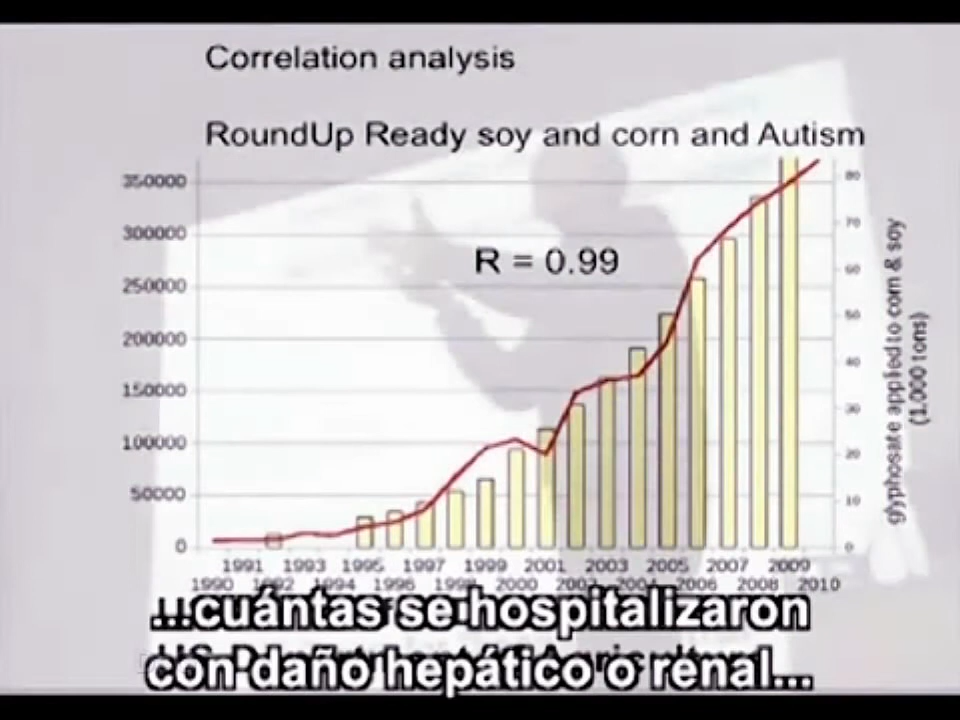 Correlation analysis
RoundUp Ready soy and corn and Autism
R = 0.99
350000
300000
250000
200000
150000
100000
50000
0
80
70
60
50
40
30
20
10
0
glyphosate applied to corn & soy
(1,000 tons)
1991 1993 1995 1997 1999 2001 2003 2005 2007 2009
1990 1992 1994 1996 1998 2000 2002 2004 2006 2008 2010
...cuántas se hospitalizaron
con daño hepático o renal...